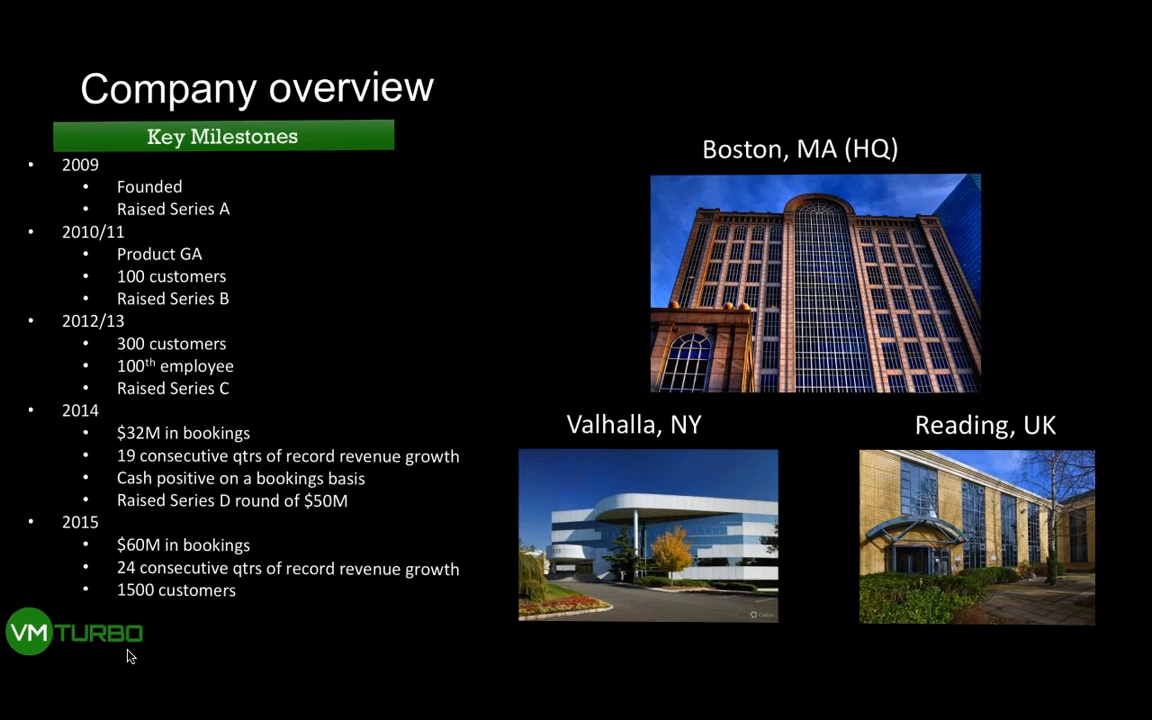 Company overview
Key Milestones
• 2009
• Founded
• Raised Series A
• 2010/11
• Product GA
• 100 customers
• Raised Series B
• 2012/13
• 300 customers
• 100th employee
• Raised Series C
• 2014
• $32M in bookings
• 19 consecutive qtrs of record revenue growth
• Cash positive on a bookings basis
• Raised Series D round of $50M
• 2015
• $60M in bookings
• 24 consecutive qtrs of record revenue growth
• 1500 customers
VMTURBO
Boston, MA (HQ)
Valhalla, NY
Reading, UK